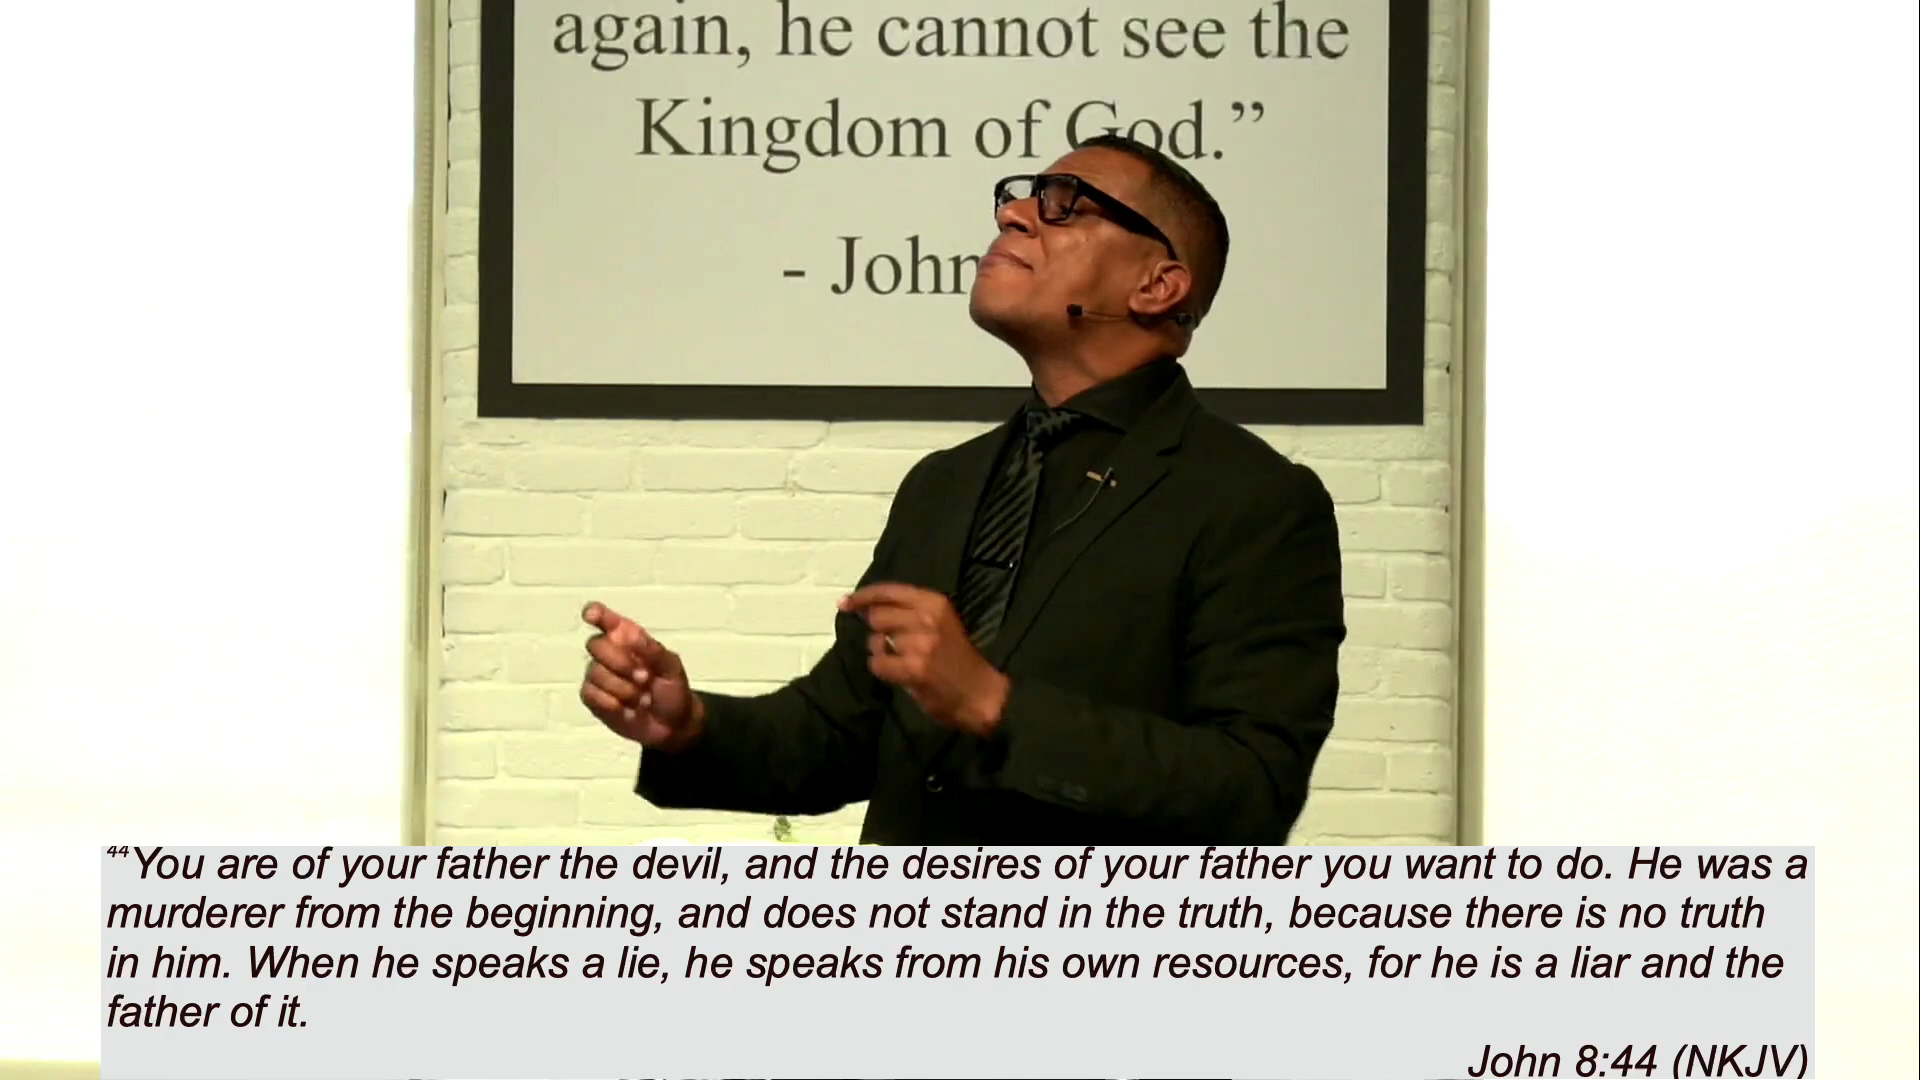 again, he cannot see the
Kingdom of God.”
- John
44You are of your father the devil, and the desires of your father you want to do. He was a
murderer from the beginning, and does not stand in the truth, because there is no truth
in him. When he speaks a lie, he speaks from his own resources, for he is a liar and the
father of it.
John 8:44 (NKJV)